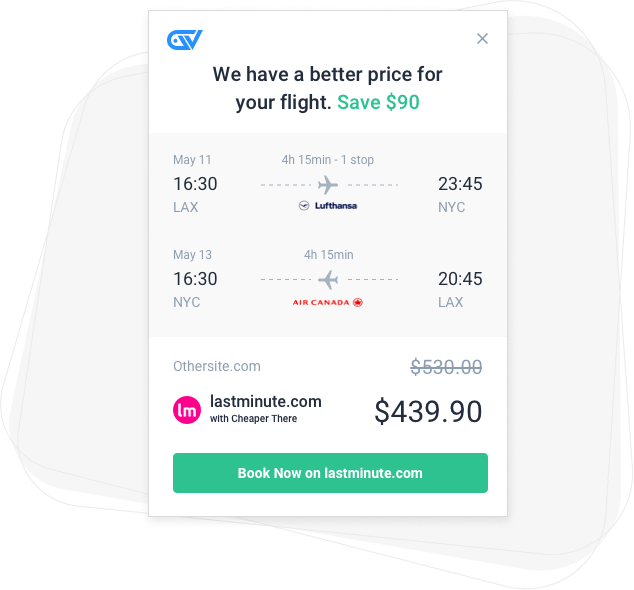 We have a better price for
your flight. Save $90
May 11 4h 15min - 1 stop
16:30 23:45
LAX Lufthansa NYC
May 13 4h 15min
16:30 20:45
NYC AIR CANADA LAX
Othersite.com $530.00
lm lastminute.com $439.90
with Cheaper There
Book Now on lastminute.com